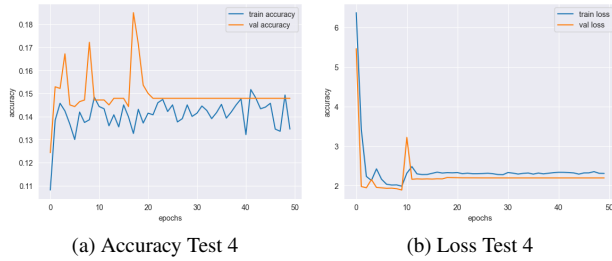 train accuracy
val accuracy
0.18
0.17
0.16
0.15
0.14
0.13
0.12
0.11
accuracy
0 10 20 30 40 50
epochs
(a) Accuracy Test 4
train loss
val loss
6
5
4
3
2
accuracy
0 10 20 30 40 50
epochs
(b) Loss Test 4